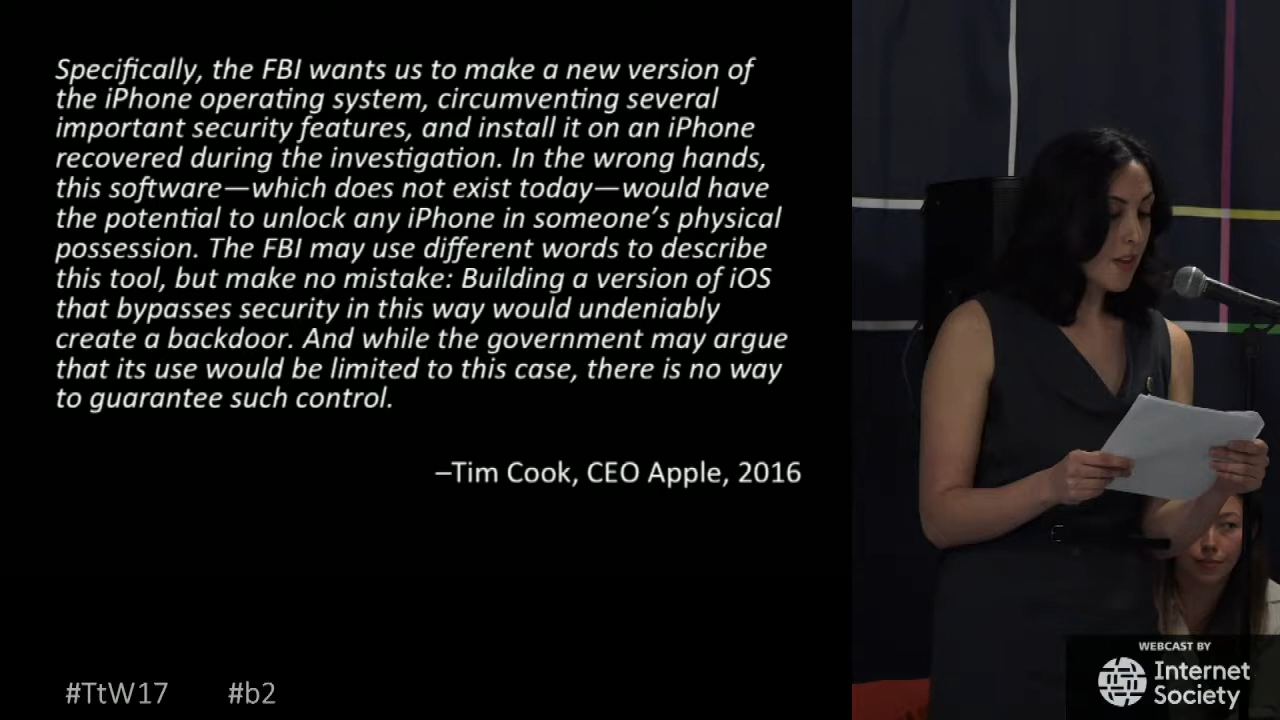 Specifically, the FBI wants us to make a new version of
the iPhone operating system, circumventing several
important security features, and install it on an iPhone
recovered during the investigation. In the wrong hands,
this software—which does not exist today—would have
the potential to unlock any iPhone in someone's physical
possession. The FBI may use different words to describe
this tool, but make no mistake: Building a version of iOS
that bypasses security in this way would undeniably
create a backdoor. And while the government may argue
that its use would be limited to this case, there is no way
to guarantee such control.
–Tim Cook, CEO Apple, 2016
#TtW17 #b2
WEBCAST BY
Internet
Society